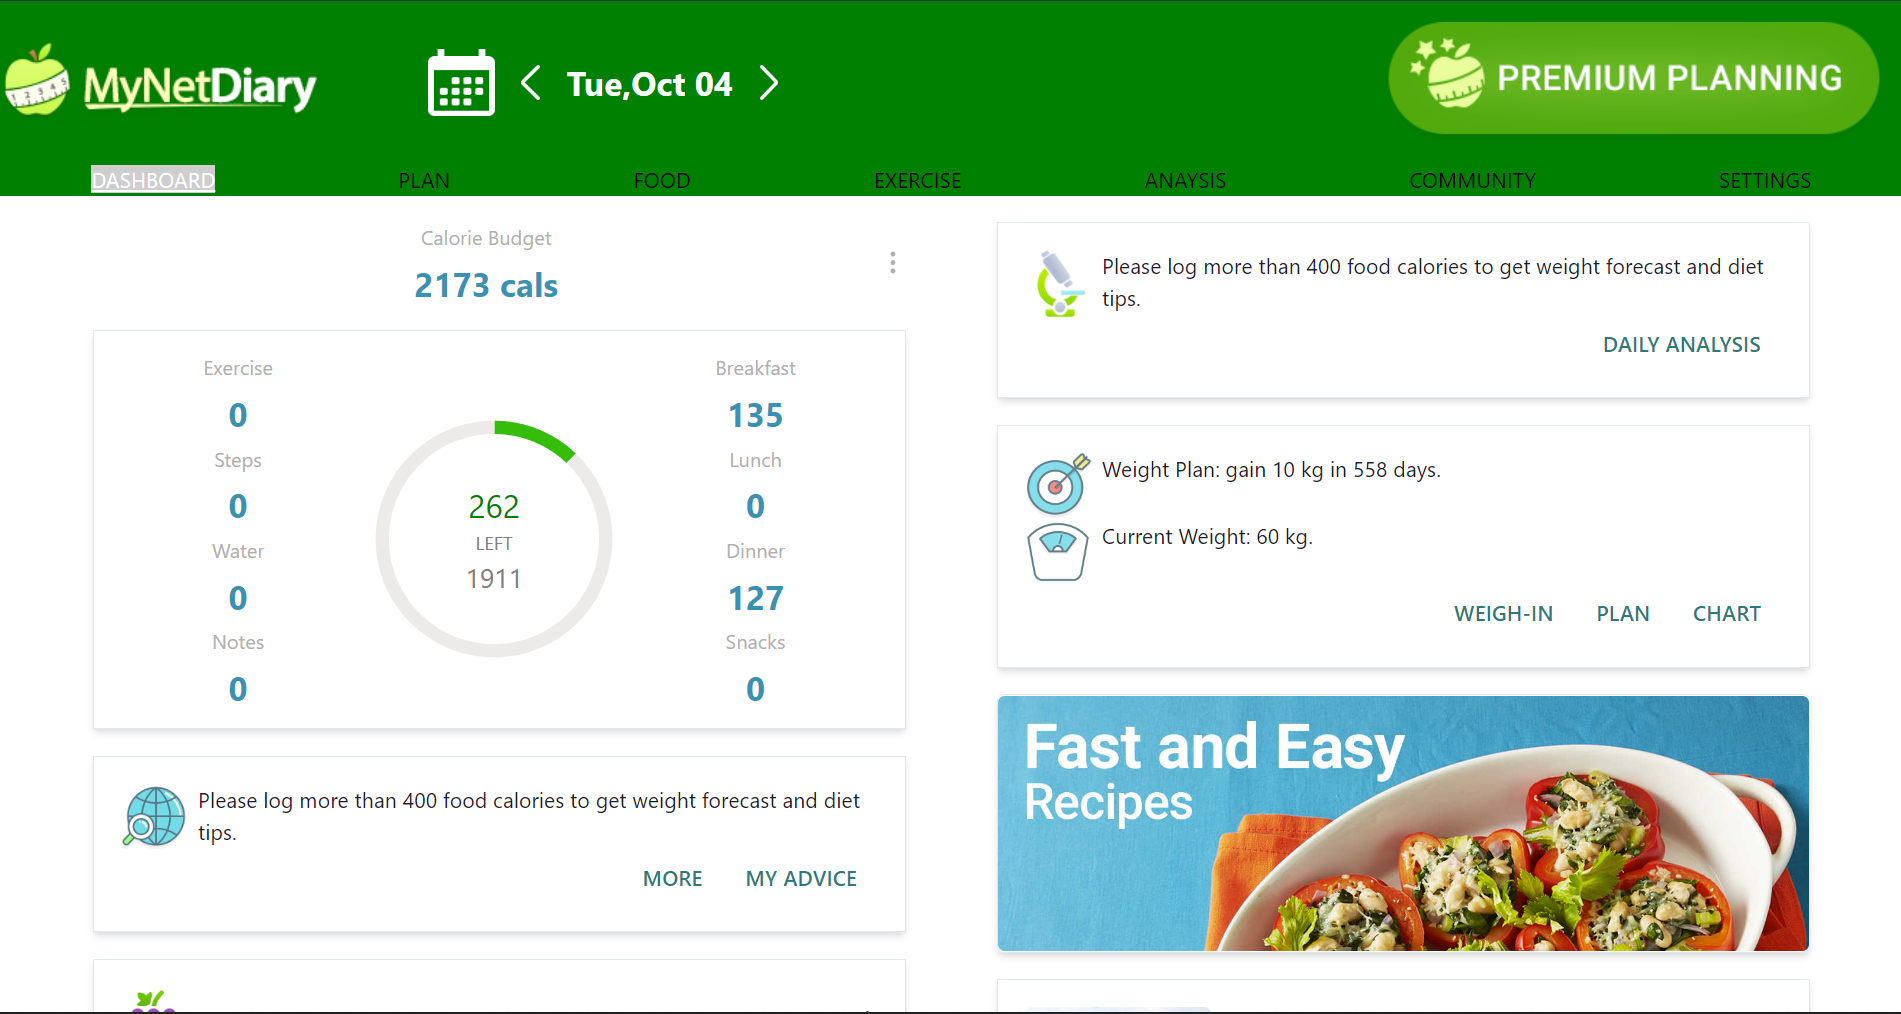 MyNetDiary
Tue,Oct 04
PREMIUM PLANNING
DASHBOARD
PLAN
FOOD
EXERCISE
ANAYSIS
COMMUNITY
SETTINGS
Calorie Budget
2173 cals
Exercise
0
Steps
0
Water
0
Notes
0
262
LEFT
1911
Breakfast
135
Lunch
0
Dinner
127
Snacks
0
Please log more than 400 food calories to get weight forecast and diet
tips.
MORE
MY ADVICE
Please log more than 400 food calories to get weight forecast and diet
tips.
DAILY ANALYSIS
Weight Plan: gain 10 kg in 558 days.
Current Weight: 60 kg.
WEIGH-IN
PLAN
CHART
Fast and Easy
Recipes